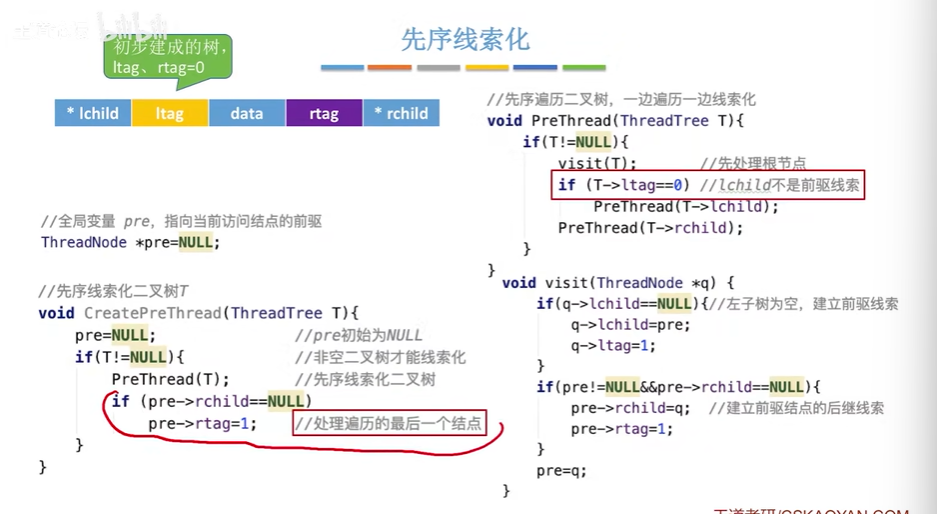 先序线索化
初步建成的树，
ltag、rtag=0
* lchild ltag data rtag * rchild
//全局变量 pre，指向当前访问结点的前驱
ThreadNode *pre=NULL;
//先序线索化二叉树T
void CreatePreThread(ThreadTree T){
pre=NULL; //pre初始为NULL
if(T!=NULL){ //非空二叉树才能线索化
PreThread(T); //先序线索化二叉树
if (pre->rchild==NULL)
pre->rtag=1; //处理遍历的最后一个结点
}
}
//先序遍历二叉树，一边遍历一边线索化
void PreThread(ThreadTree T){
if(T!=NULL){
visit(T); //先处理根节点
if (T->ltag==0) //lchild不是前驱线索
PreThread(T->lchild);
PreThread(T->rchild);
}
}
void visit(ThreadNode *q) {
if(q->lchild==NULL){//左子树为空，建立前驱线索
q->lchild=pre;
q->ltag=1;
}
if(pre!=NULL&&pre->rchild==NULL){
pre->rchild=q; //建立前驱结点的后继线索
pre->rtag=1;
}
pre=q;
}